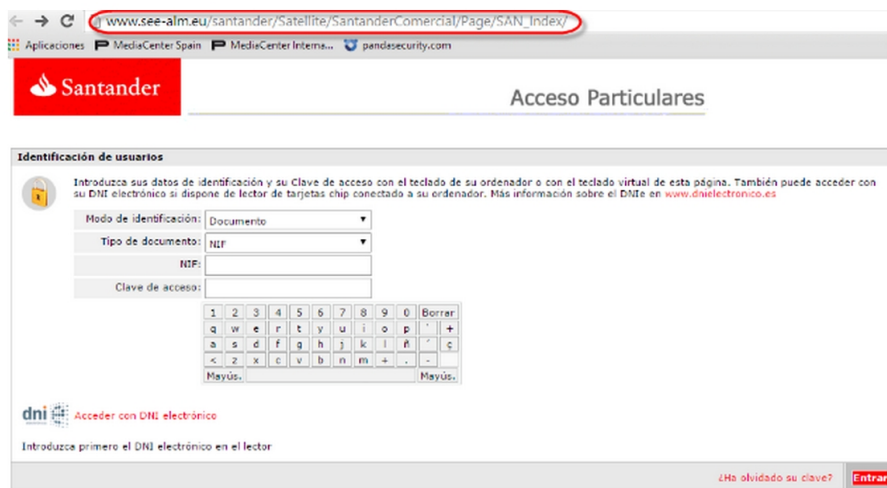 www.see-alm.eu/santander/Satellite/SantanderComercial/Page/SAN_Index/
Aplicaciones MediaCenter Spain MediaCenter Interna... pandasecurity.com
Santander
Acceso Particulares
Identificación de usuarios
Introduzca sus datos de identificación y su Clave de acceso con el teclado de su ordenador o con el teclado virtual de esta página. También puede acceder con
su DNI electrónico si dispone de lector de tarjetas chip conectado a su ordenador. Más información sobre el DNIe en www.dnielectronico.es
Modo de identificación: Documento
Tipo de documento: NIF
NIF:
Clave de acceso:
1 2 3 4 5 6 7 8 9 0 Borrar
q w e r t y u i o p ` +
a s d f g h j k l ñ ´ ç
< z x c v b n m + . -
Mayús. Mayús.
dni Acceder con DNI electrónico
Introduzca primero el DNI electrónico en el lector
¿Ha olvidado su clave? Entrar